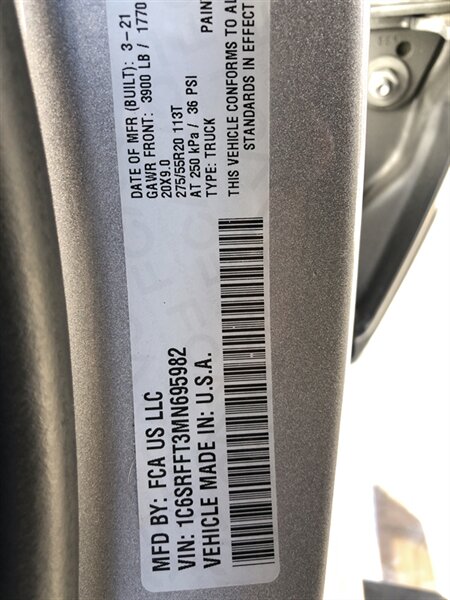 DATE OF MFR (BUILT): 3-21
GAWR FRONT: 3900 LB / 1770
20X9.0
275/55R20 113T
AT 250 kPa / 36 PSI
TYPE: TRUCK
PAIN
THIS VEHICLE CONFORMS TO AL
STANDARDS IN EFFECT
MFD BY: FCA US LLC
VIN: 1C6SRFFT3MN695982
VEHICLE MADE IN: U.S.A.